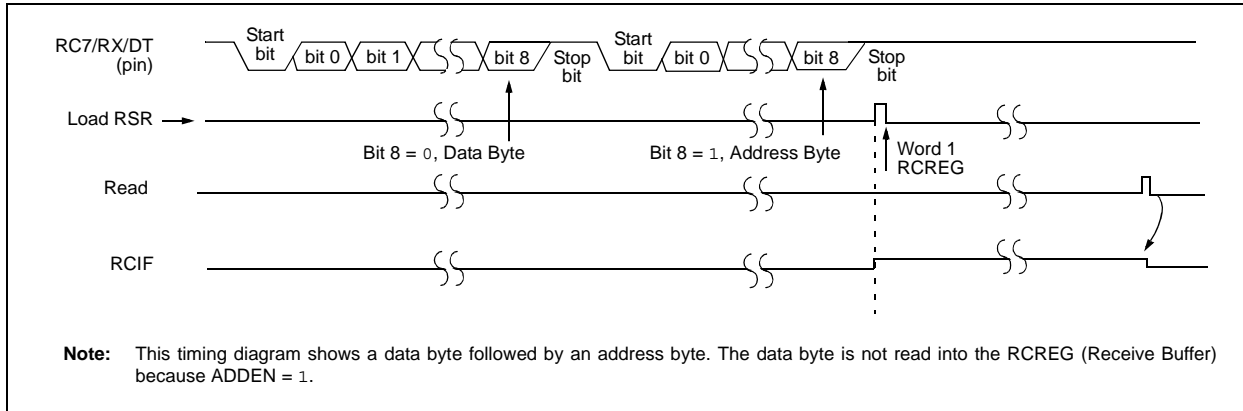 RC7/RX/DT
(pin)
Start
bit
bit 0
bit 1
bit 8
Stop
bit
Start
bit
bit 0
bit 8
Stop
bit
Load RSR
Bit 8 = 0, Data Byte
Bit 8 = 1, Address Byte
Word 1
RCREG
Read
RCIF
Note: This timing diagram shows a data byte followed by an address byte. The data byte is not read into the RCREG (Receive Buffer)
because ADDEN = 1.